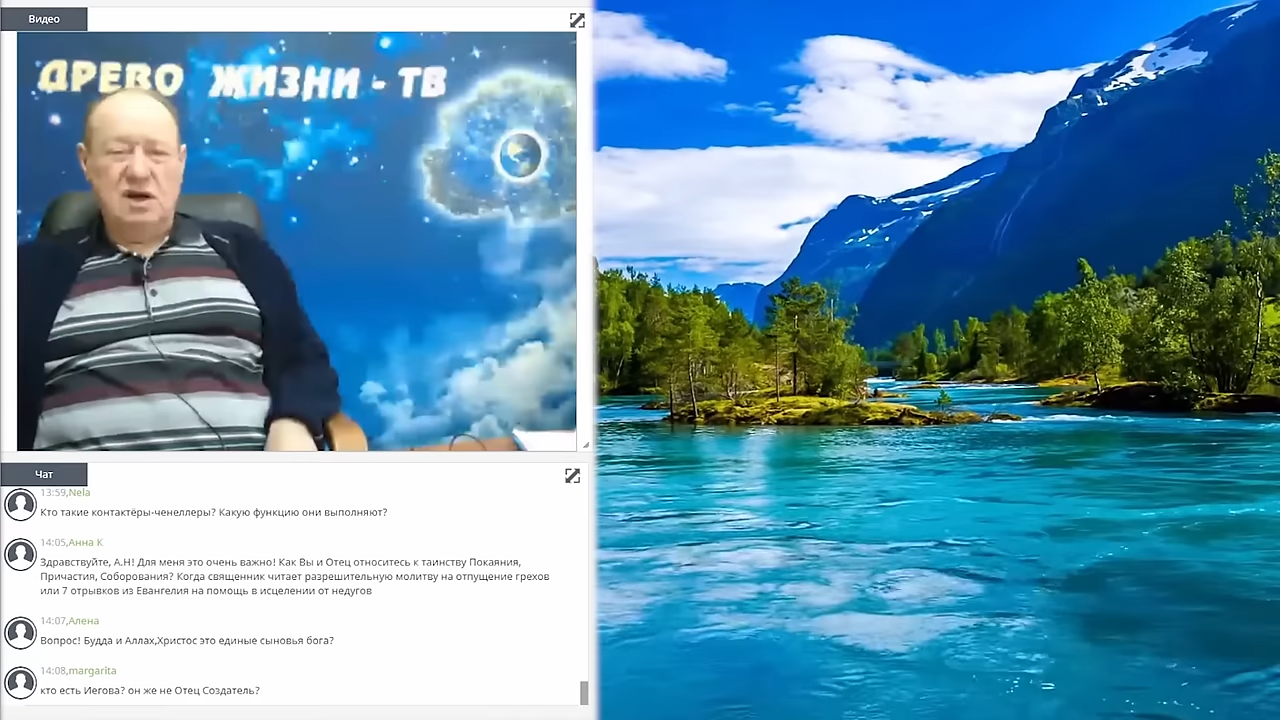 Видео
ДРЕВО ЖИЗНИ - ТВ
Чат
13:59,Nela
Кто такие контактёры-ченеллеры? Какую функцию они выполняют?
14:05,Анна К
Здравствуйте, А.Н! Для меня это очень важно! Как Вы и Отец относитесь к таинству Покаяния,
Причастия, Соборования? Когда священник читает разрешительную молитву на отпущение грехов
или 7 отрывков из Евангелия на помощь в исцелении от недугов
14:07,Алена
Вопрос! Будда и Аллах,Христос это единые сыновья бога?
14:08,margarita
кто есть Иегова? он же не Отец Создатель?